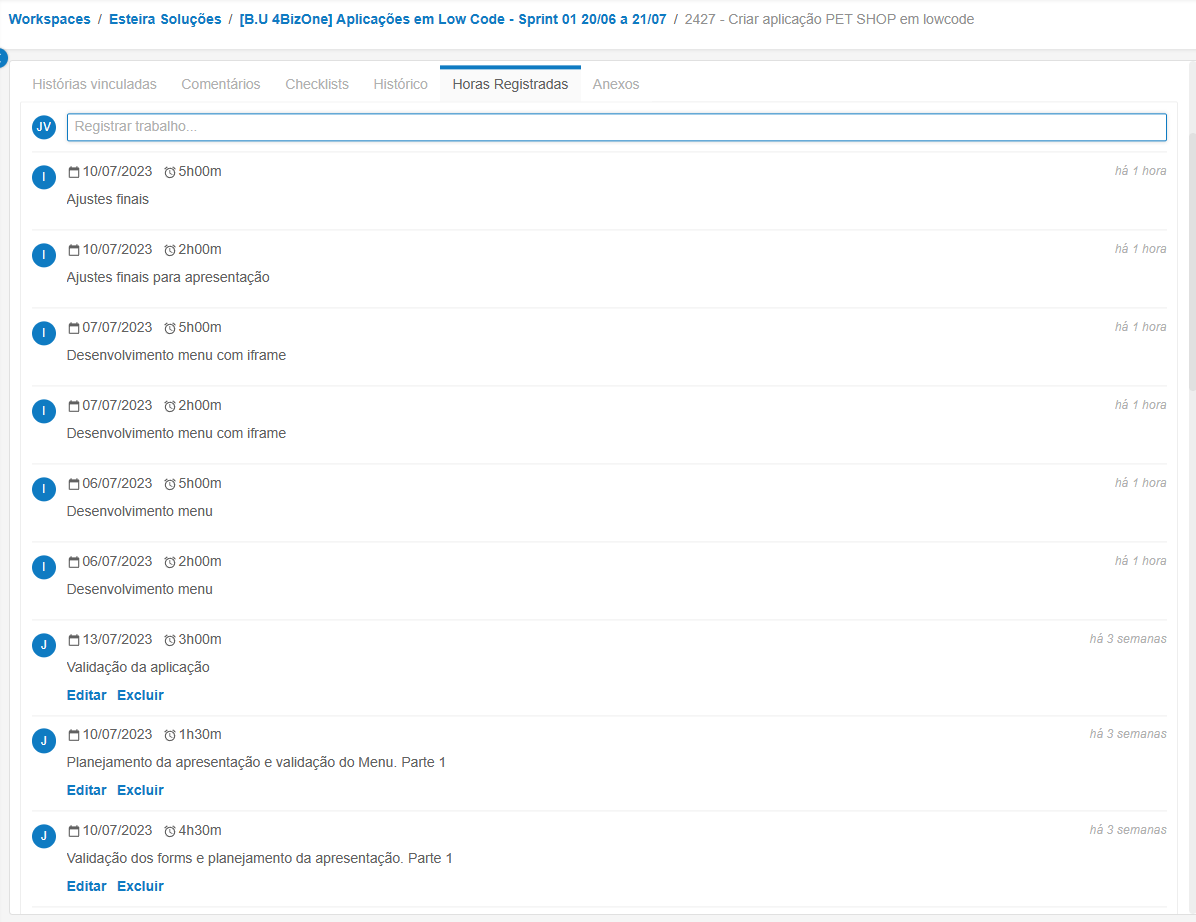 Workspaces / Esteira Soluções / [B.U 4BizOne] Aplicações em Low Code - Sprint 01 20/06 a 21/07 / 2427 - Criar aplicação PET SHOP em lowcode
Histórias vinculadas Comentários Checklists Histórico Horas Registradas Anexos
JV Registrar trabalho...
I 10/07/2023 5h00m há 1 hora
Ajustes finais
I 10/07/2023 2h00m há 1 hora
Ajustes finais para apresentação
I 07/07/2023 5h00m há 1 hora
Desenvolvimento menu com iframe
I 07/07/2023 2h00m há 1 hora
Desenvolvimento menu com iframe
I 06/07/2023 5h00m há 1 hora
Desenvolvimento menu
I 06/07/2023 2h00m há 1 hora
Desenvolvimento menu
J 13/07/2023 3h00m há 3 semanas
Validação da aplicação
Editar Excluir
J 10/07/2023 1h30m há 3 semanas
Planejamento da apresentação e validação do Menu. Parte 1
Editar Excluir
J 10/07/2023 4h30m há 3 semanas
Validação dos forms e planejamento da apresentação. Parte 1
Editar Excluir